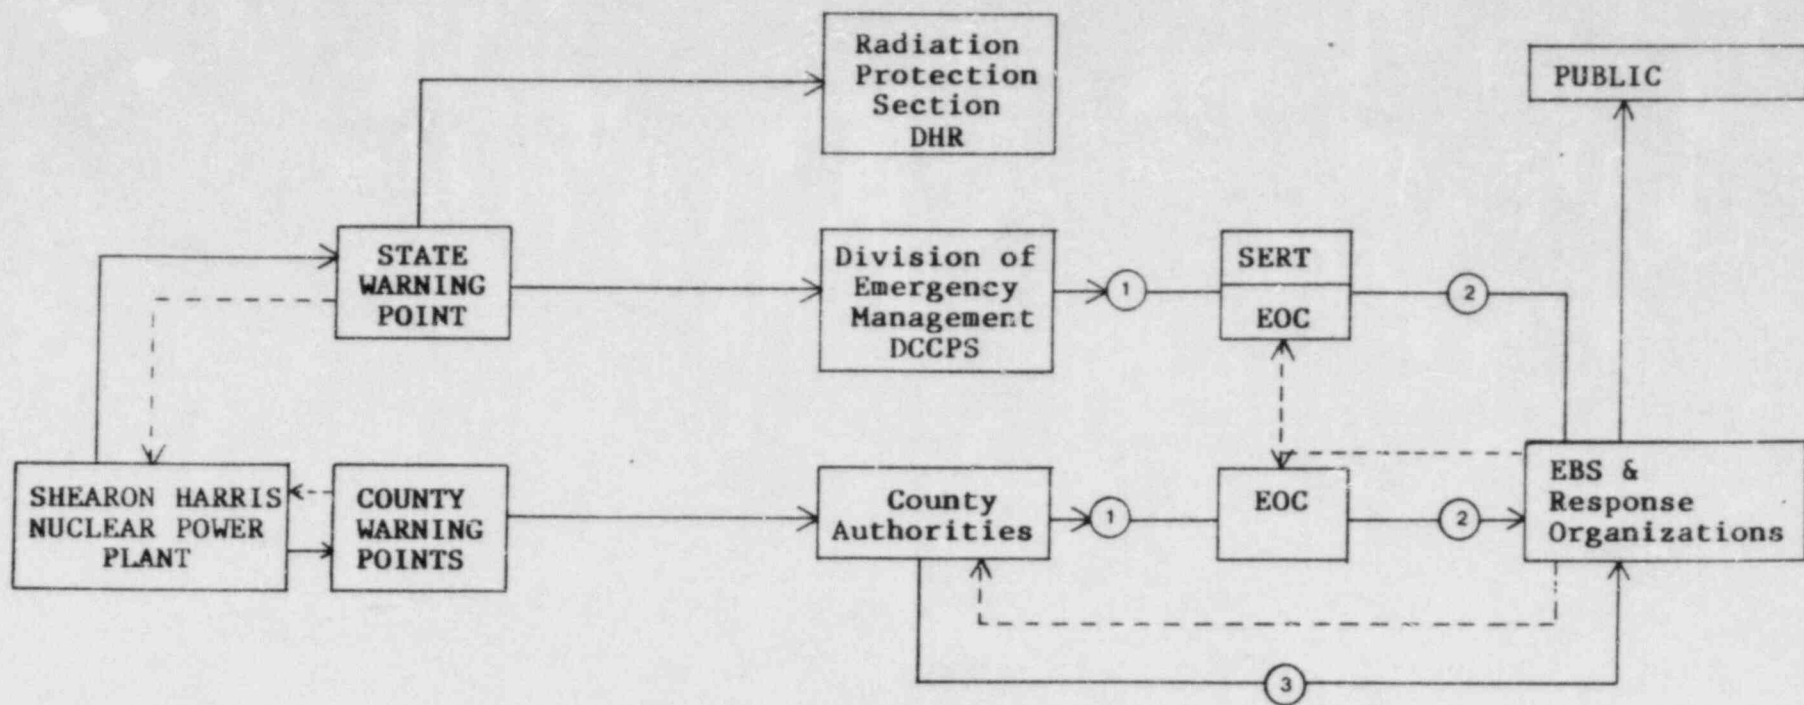 Radiation
Protection
Section
DHR
PUBLIC
STATE
WARNING
POINT
Division of
Emergency
Management
DCCPS
1
SERT
EOC
2
SHEARON HARRIS
NUCLEAR POWER
PLANT
COUNTY
WARNING
POINTS
County
Authorities
1
EOC
2
EBS &
Response
Organizations
3